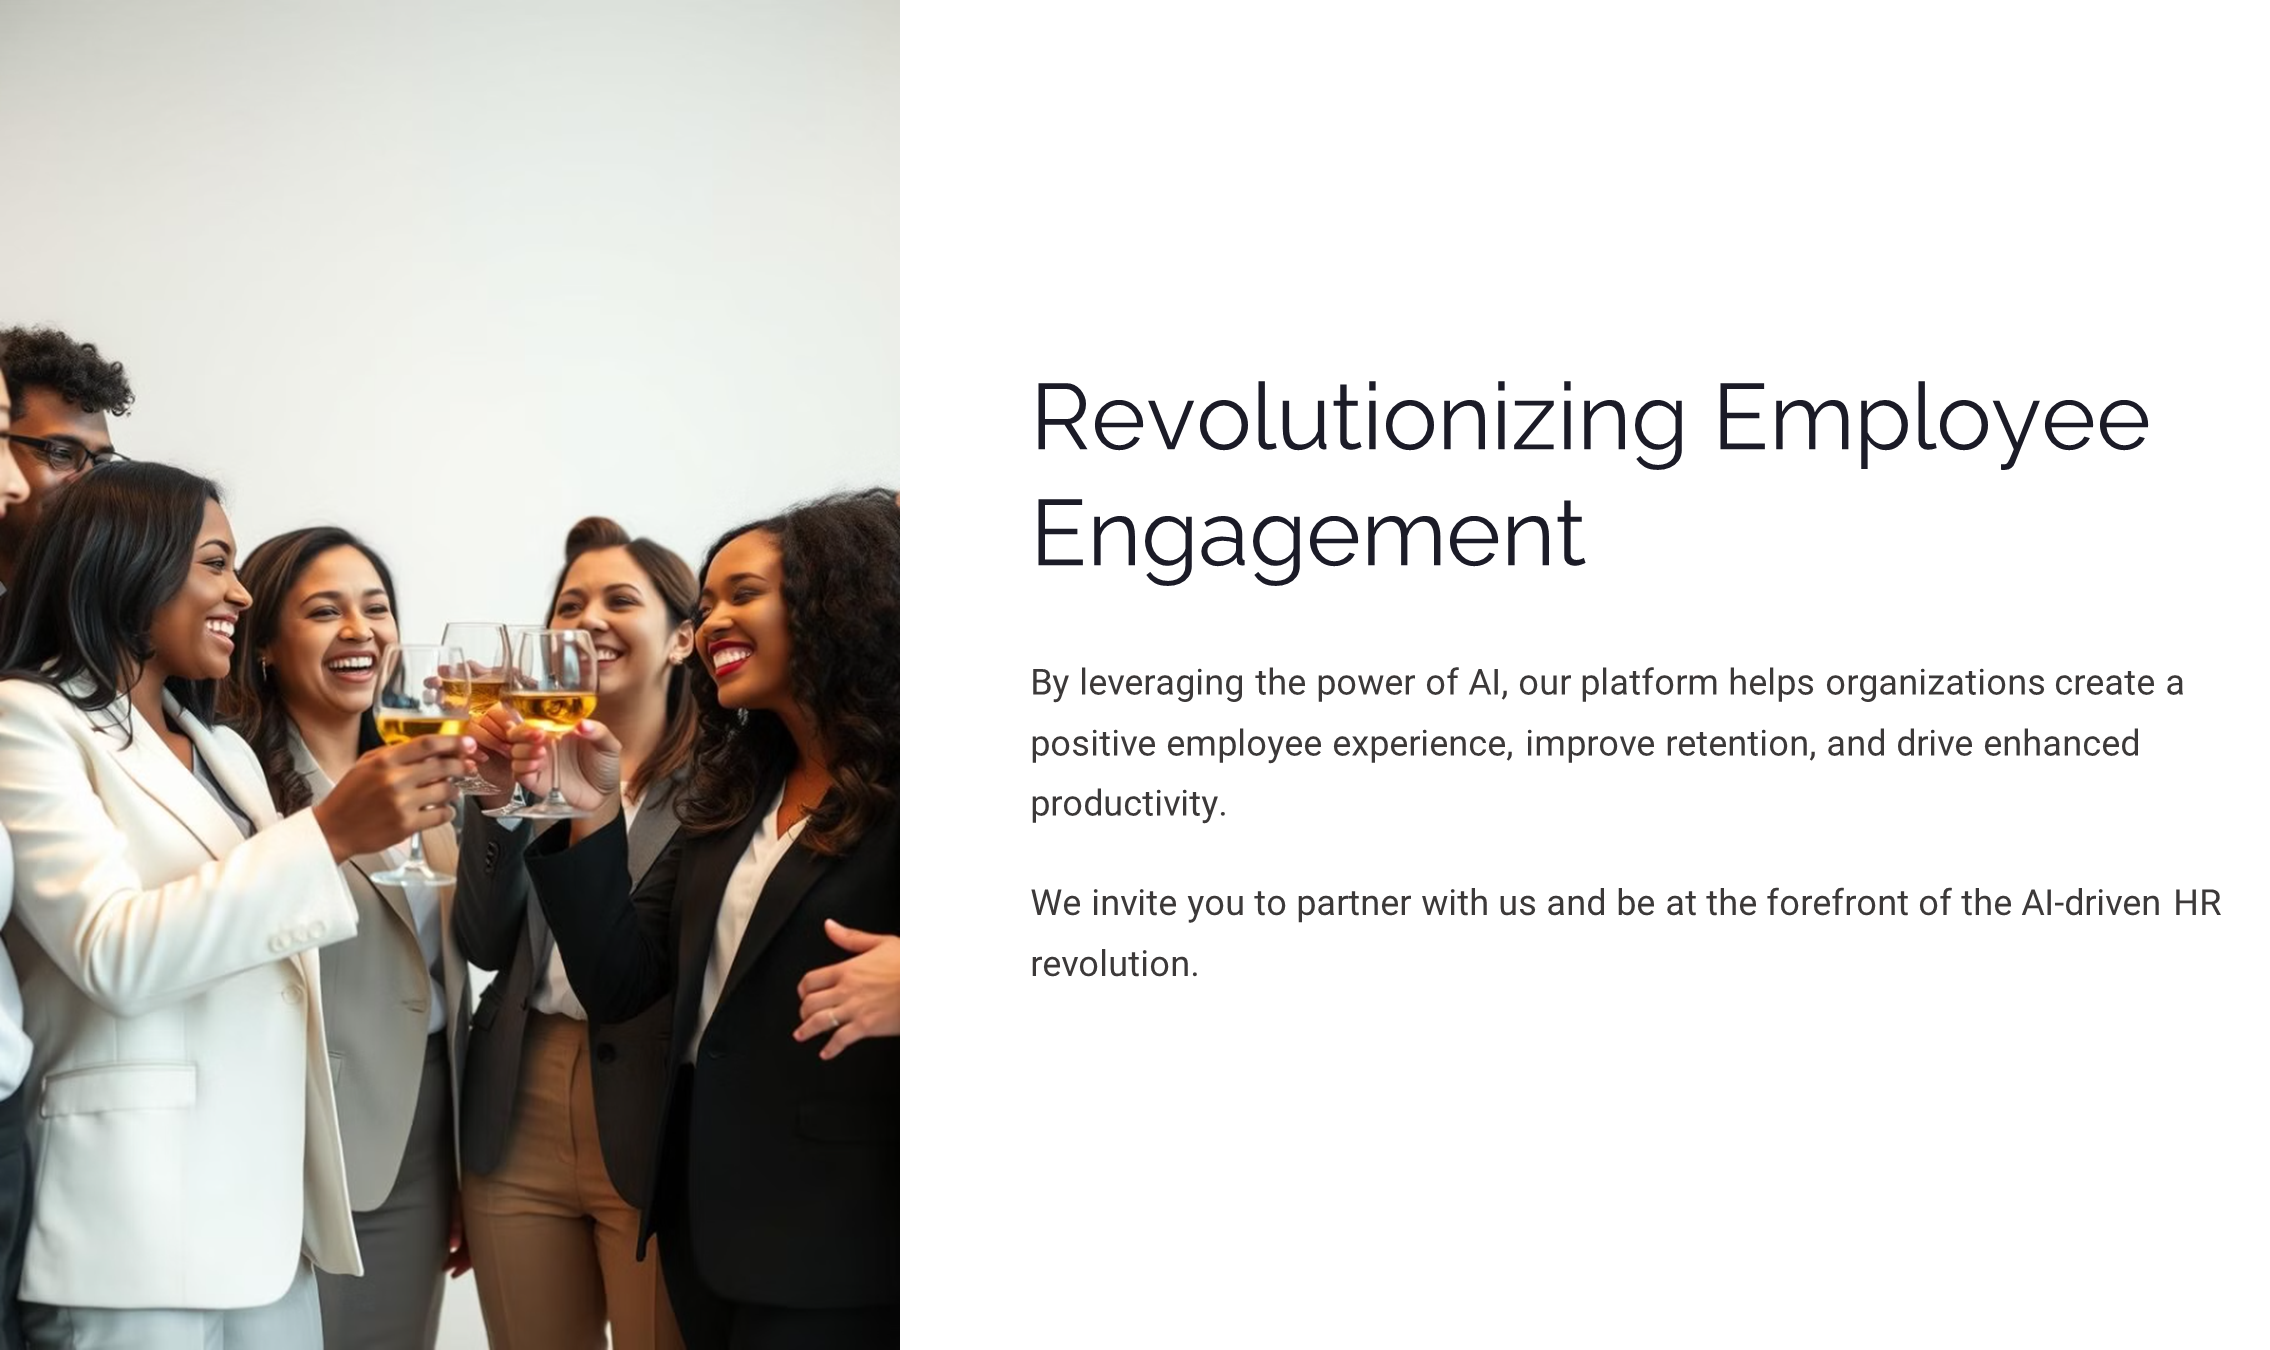 Revolutionizing Employee
Engagement
By leveraging the power of AI, our platform helps organizations create a
positive employee experience, improve retention, and drive enhanced
productivity.
We invite you to partner with us and be at the forefront of the AI-driven HR
revolution.